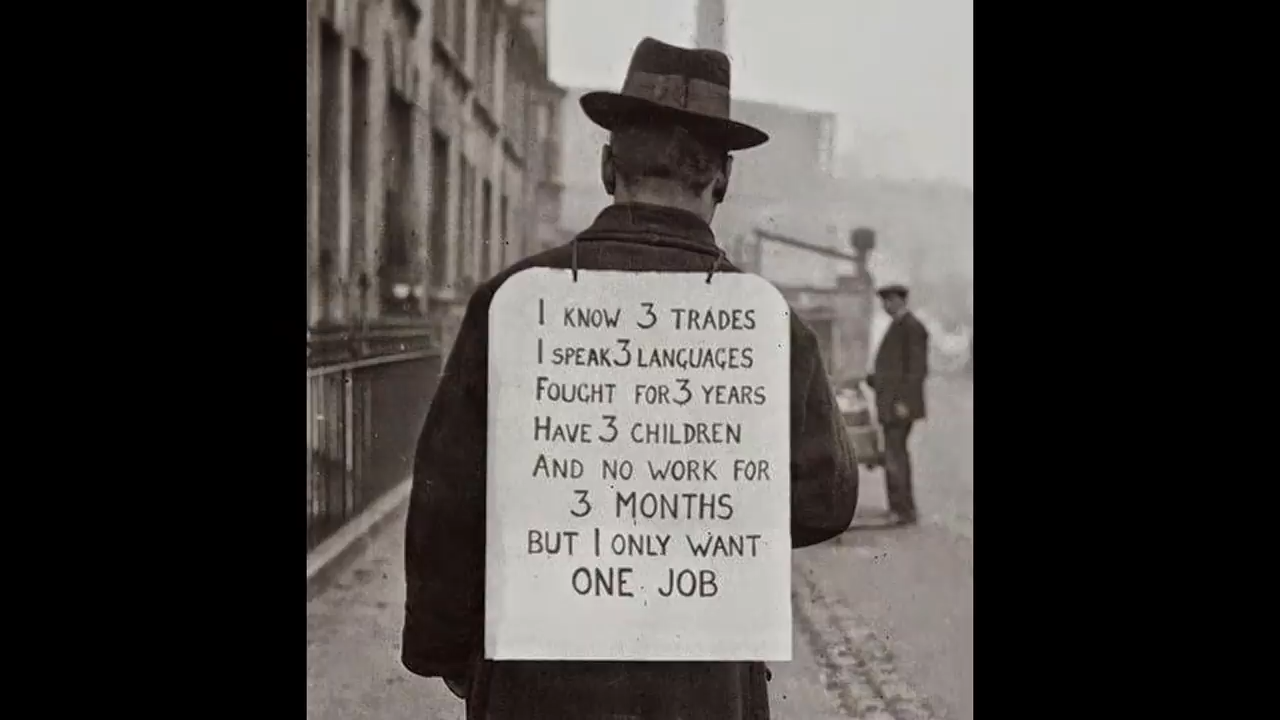 I KNOW 3 TRADES
I SPEAK 3 LANGUAGES
FOUGHT FOR 3 YEARS
HAVE 3 CHILDREN
AND NO WORK FOR
3 MONTHS
BUT I ONLY WANT
ONE JOB